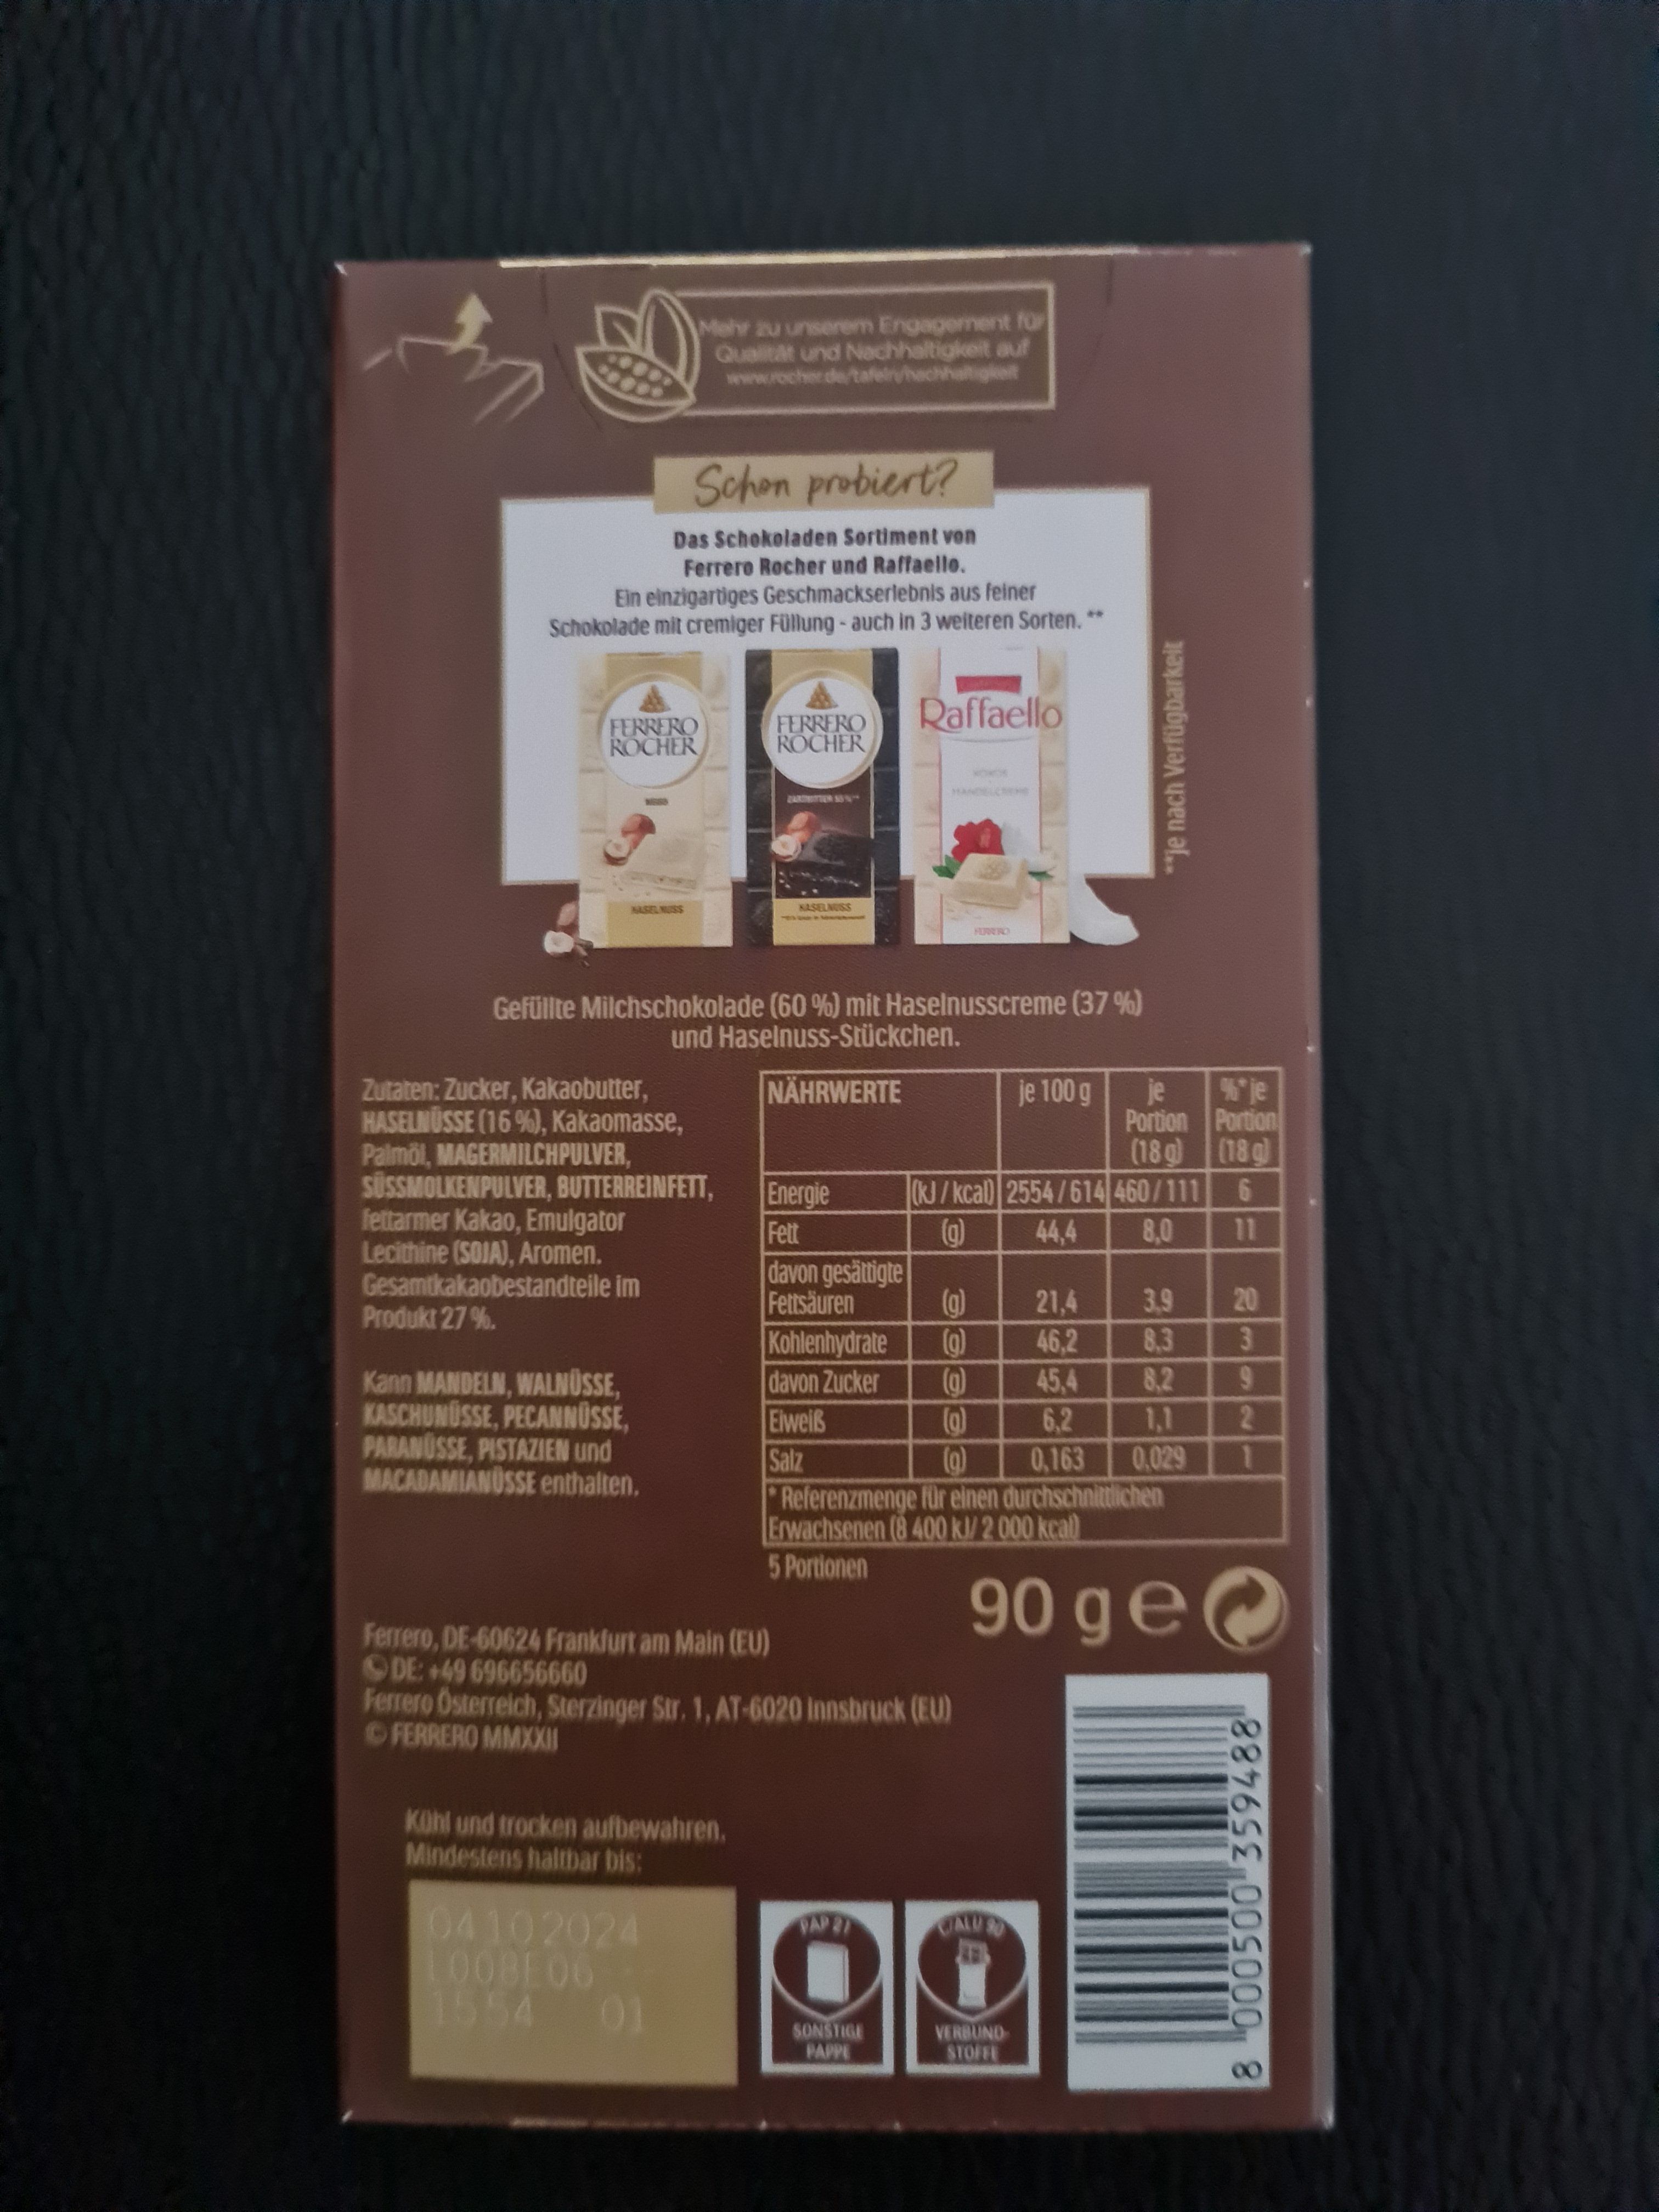 Mehr zu unserem Engagement für
Qualität und Nachhaltigkeit auf
www.rocher.de/tafeln/nachhaltigkeit
Schon probiert?
Das Schokoladen Sortiment von
Ferrero Rocher und Raffaello.
Ein einzigartiges Geschmackserlebnis aus feiner
Schokolade mit cremiger Füllung - auch in 3 weiteren Sorten. **
**je nach Verfügbarkeit
FERRERO
ROCHER
WEISS
HASELNUSS
FERRERO
ROCHER
ZARTBITTER 55%**
HASELNUSS
Raffaello
KOKOS
MANDELCREME
FERRERO
Gefüllte Milchschokolade (60 %) mit Haselnusscreme (37 %)
und Haselnuss-Stückchen.
Zutaten: Zucker, Kakaobutter,
HASELNÜSSE (16 %), Kakaomasse,
Palmöl, MAGERMILCHPULVER,
SÜSSMOLKENPULVER, BUTTERREINFETT,
fettarmer Kakao, Emulgator
Lecithine (SOJA), Aromen.
Gesamtkakaobestandteile im
Produkt 27 %.
Kann MANDELN, WALNÜSSE,
KASCHUNÜSSE, PECANNÜSSE,
PARANÜSSE, PISTAZIEN und
MACADAMIANÜSSE enthalten.
NÄHRWERTE je 100 g je Portion (18 g) %* je Portion (18 g)
Energie (kJ / kcal) 2554 / 614 460 / 111 6
Fett (g) 44,4 8,0 11
davon gesättigte
Fettsäuren (g) 21,4 3,9 20
Kohlenhydrate (g) 46,2 8,3 3
davon Zucker (g) 45,4 8,2 9
Eiweiß (g) 6,2 1,1 2
Salz (g) 0,163 0,029 1
* Referenzmenge für einen durchschnittlichen
Erwachsenen (8 400 kJ/ 2 000 kcal)
5 Portionen
90 g e
Ferrero, DE-60624 Frankfurt am Main (EU)
DE: +49 696656660
Ferrero Österreich, Sterzinger Str. 1, AT-6020 Innsbruck (EU)
© FERRERO MMXXII
Kühl und trocken aufbewahren.
Mindestens haltbar bis:
04 10 2024
L008F06
15 54 01
PAP 21
SONSTIGE
PAPPE
C/ALU 90
VERBUND-
STOFFE
8 000500 359488